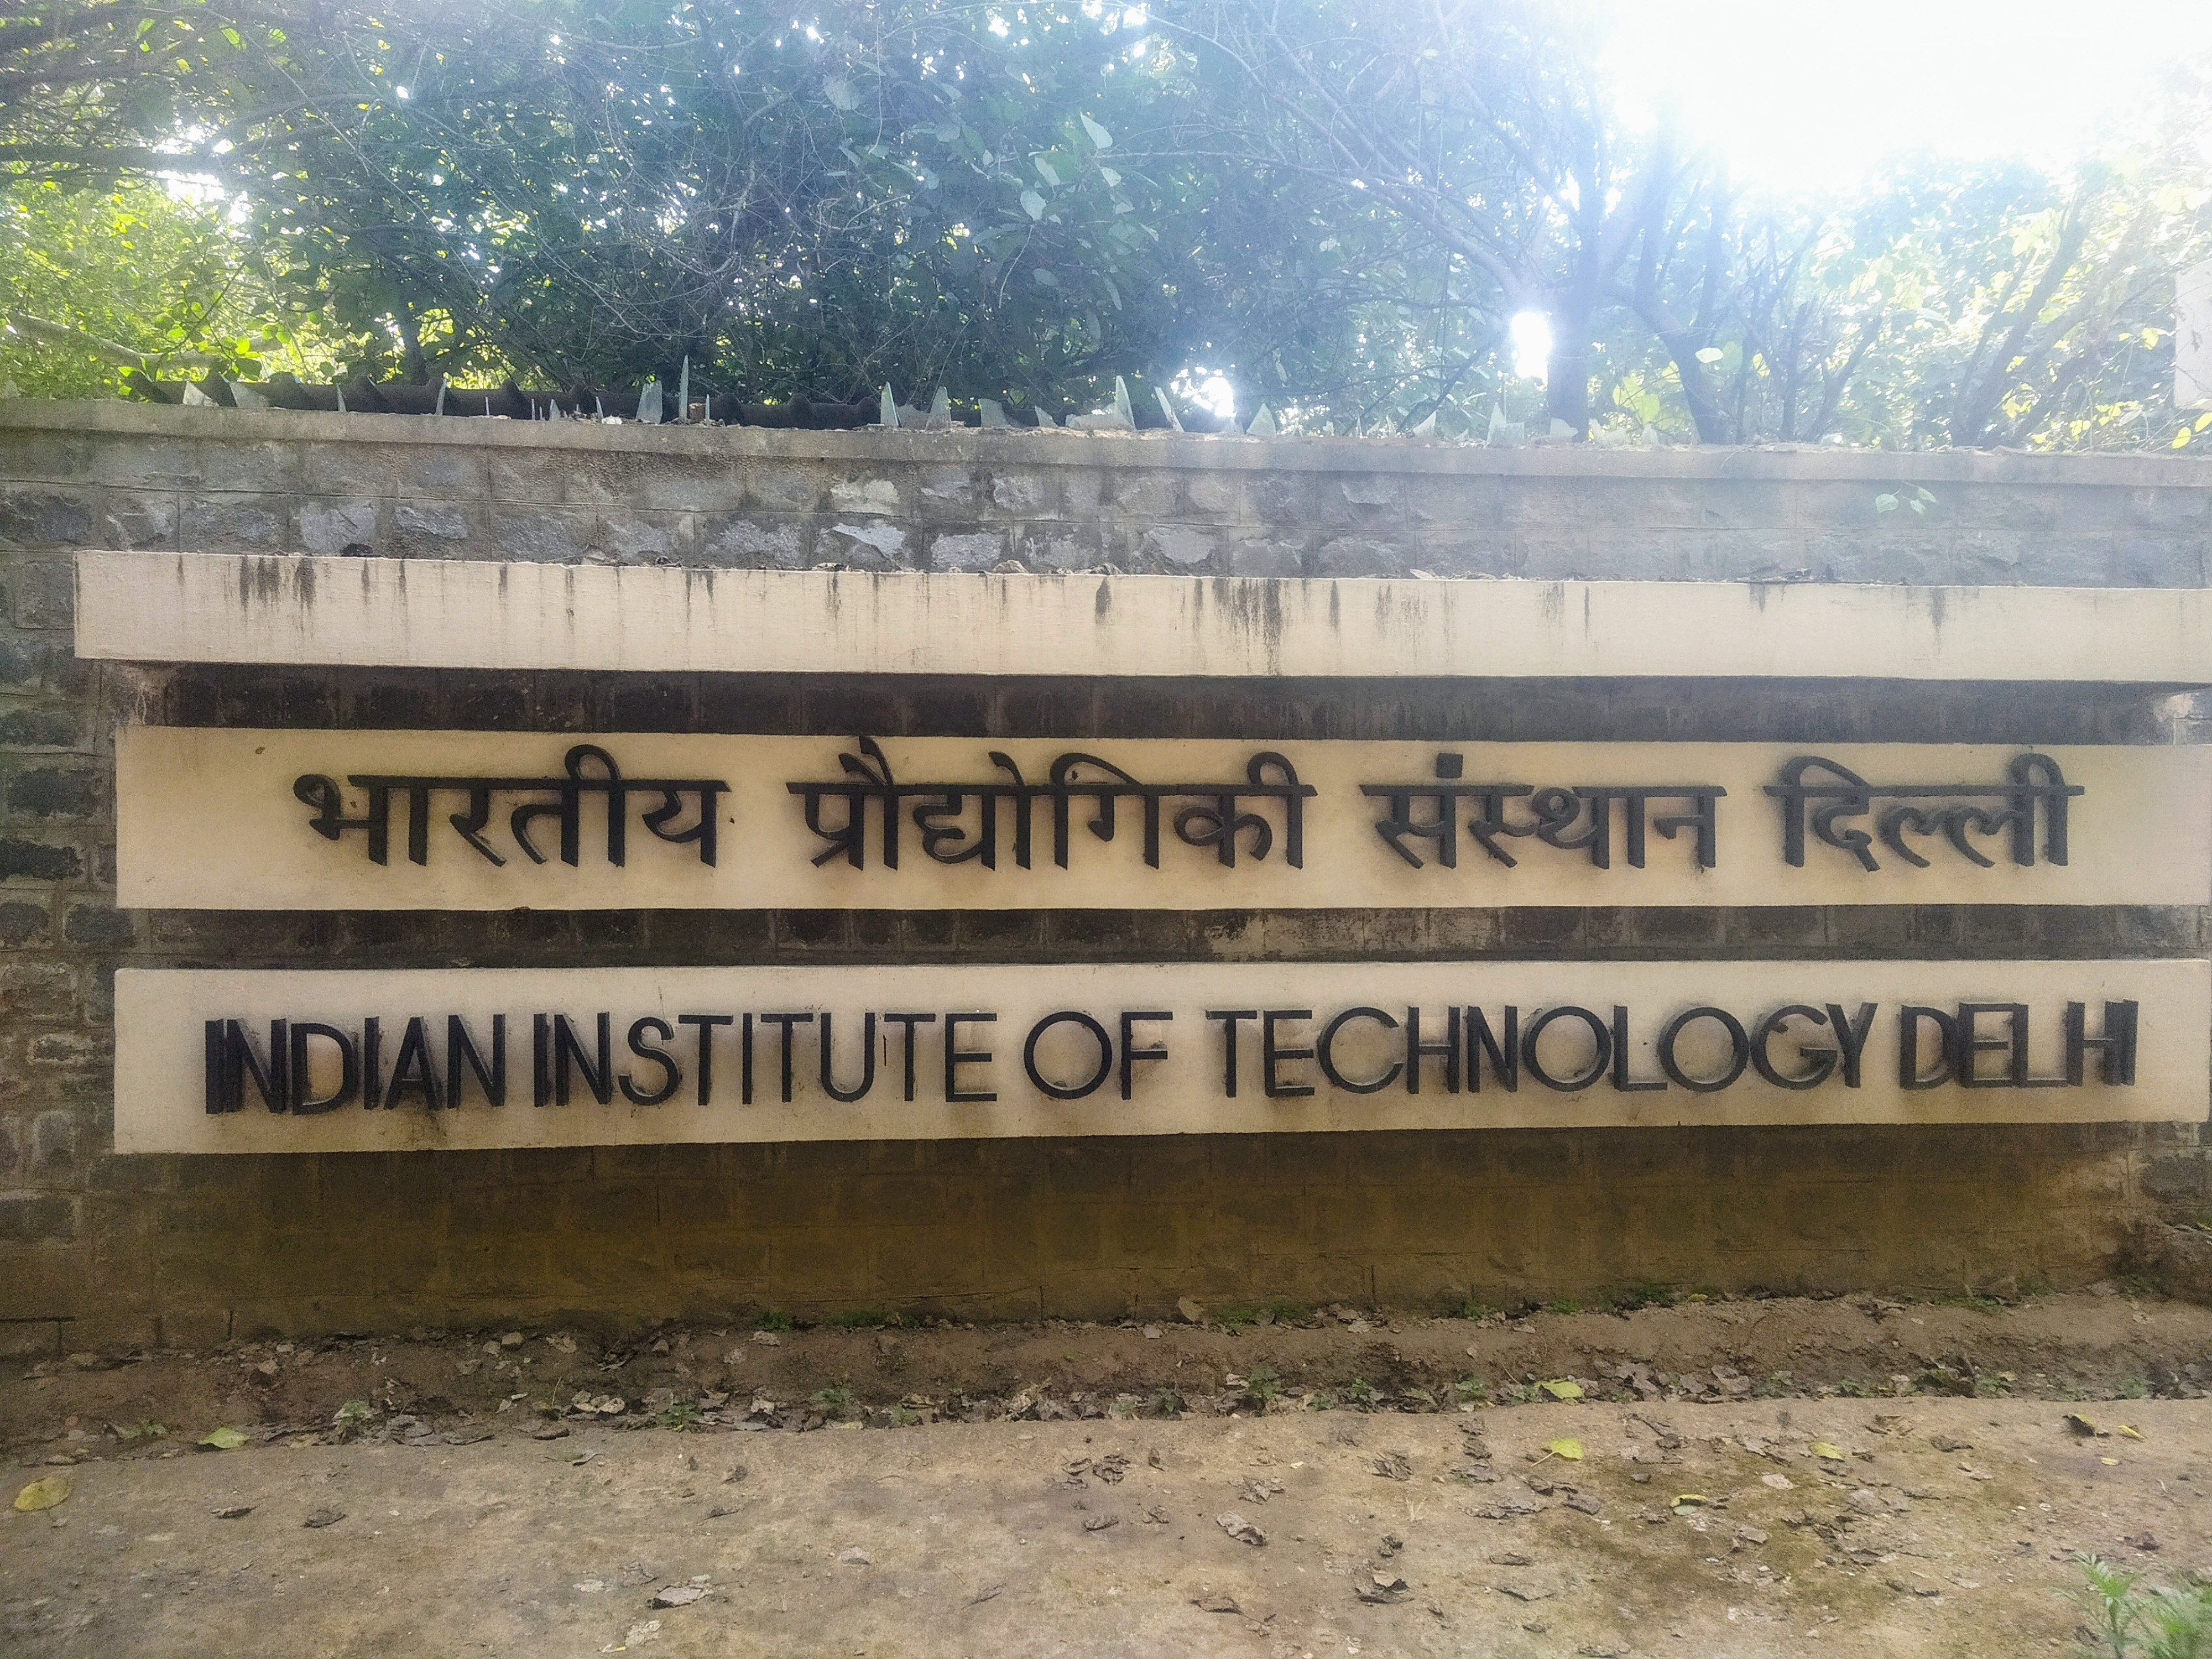 भारतीय प्रौद्योगिकी संस्थान दिल्ली
INDIAN INSTITUTE OF TECHNOLOGY DELHI